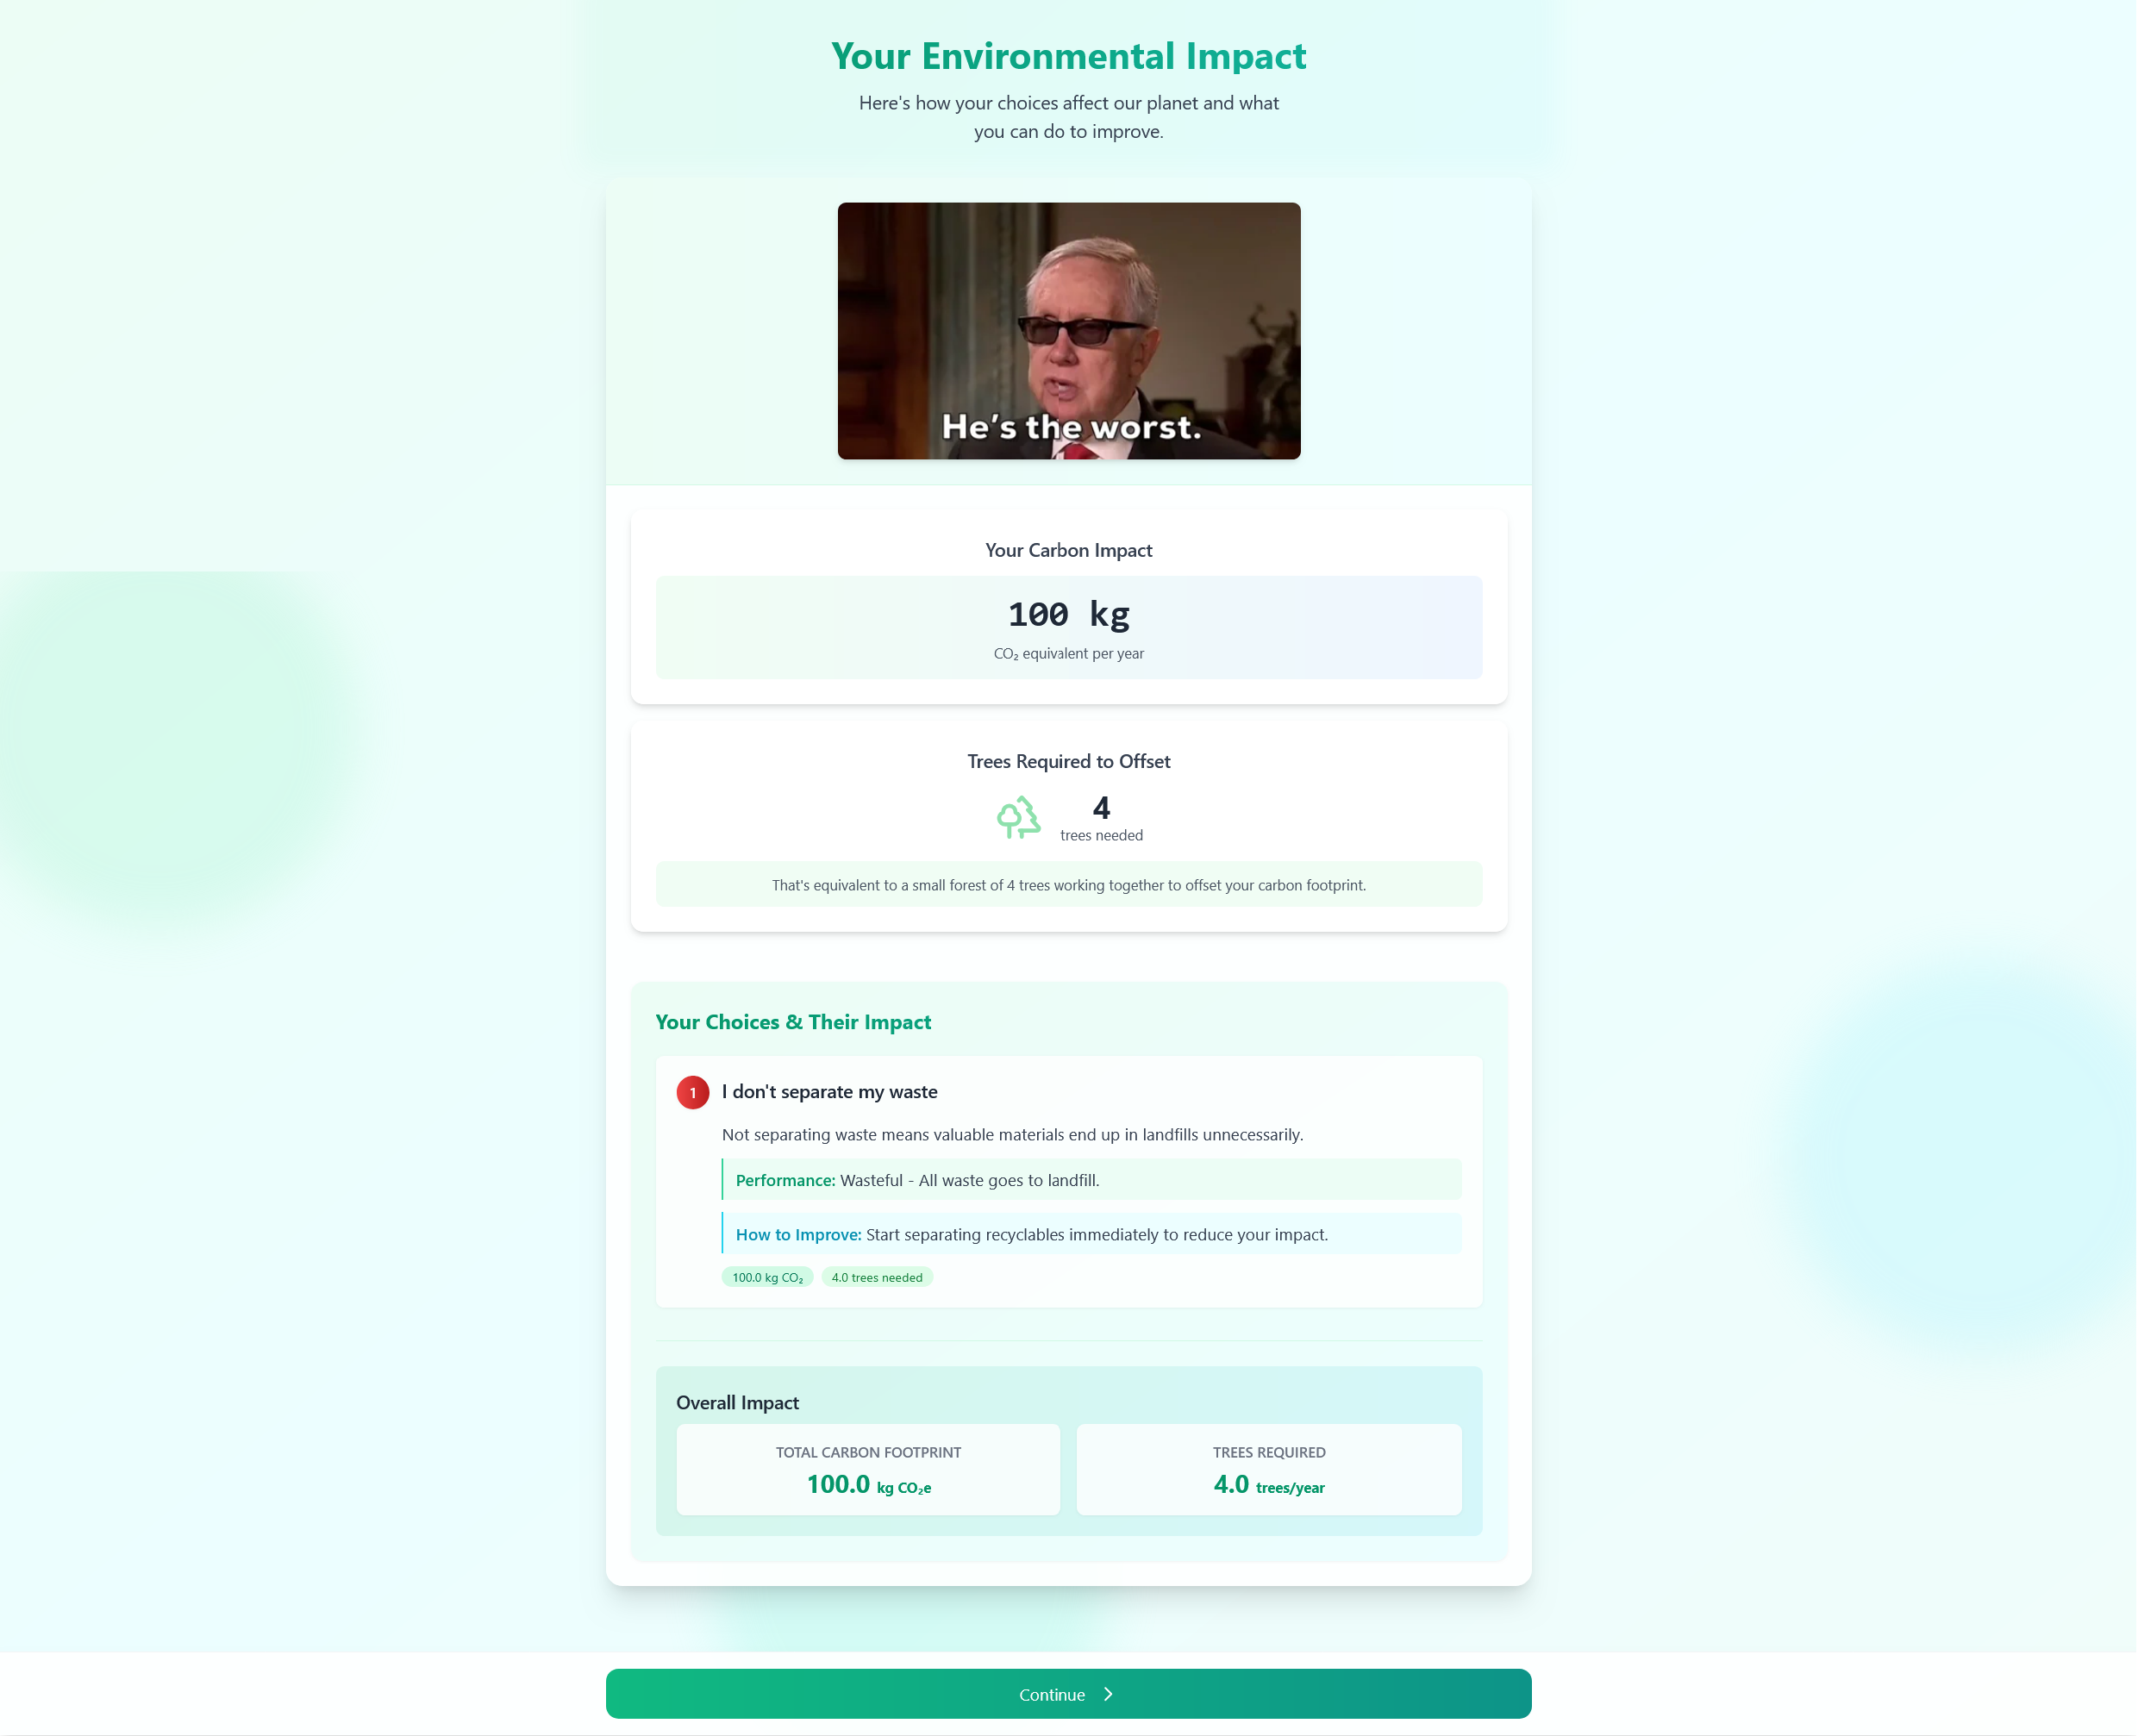 Your Environmental Impact
Here's how your choices affect our planet and what
you can do to improve.
He's the worst.
Your Carbon Impact
100 kg
CO₂ equivalent per year
Trees Required to Offset
4
trees needed
That's equivalent to a small forest of 4 trees working together to offset your carbon footprint.
Your Choices & Their Impact
1 I don't separate my waste
Not separating waste means valuable materials end up in landfills unnecessarily.
Performance: Wasteful - All waste goes to landfill.
How to Improve: Start separating recyclables immediately to reduce your impact.
100.0 kg CO₂ 4.0 trees needed
Overall Impact
TOTAL CARBON FOOTPRINT
100.0 kg CO₂e
TREES REQUIRED
4.0 trees/year
Continue